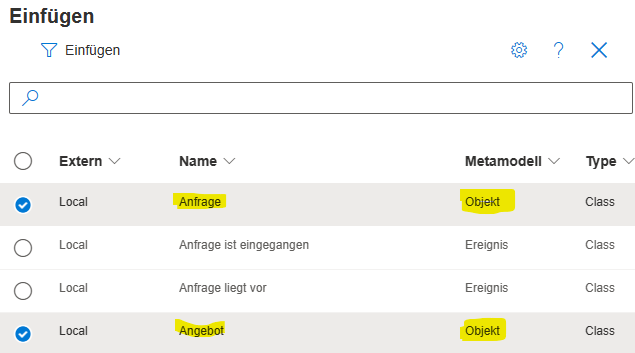 Einfügen
Einfügen
Extern Name Metamodell Type
Local Anfrage Objekt Class
Local Anfrage ist eingegangen Ereignis Class
Local Anfrage liegt vor Ereignis Class
Local Angebot Objekt Class